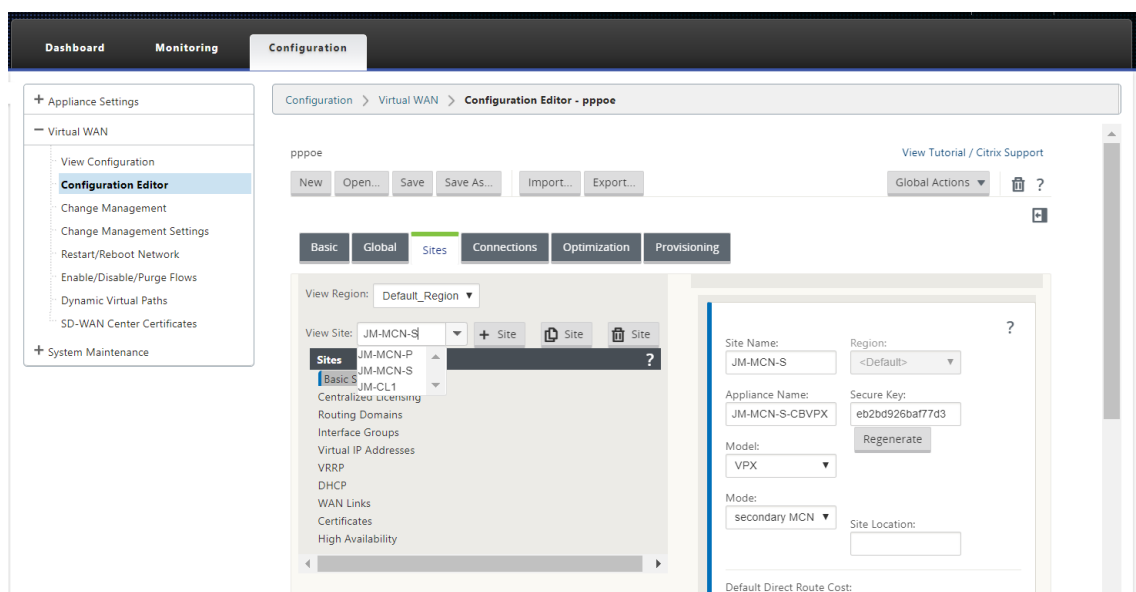 Dashboard Monitoring Configuration
+ Appliance Settings
− Virtual WAN
View Configuration
Configuration Editor
Change Management
Change Management Settings
Restart/Reboot Network
Enable/Disable/Purge Flows
Dynamic Virtual Paths
SD-WAN Center Certificates
+ System Maintenance
Configuration > Virtual WAN > Configuration Editor - pppoe
pppoe
View Tutorial / Citrix Support
New Open... Save Save As... Import... Export... Global Actions ▼ ?
Basic Global Sites Connections Optimization Provisioning
View Region: Default_Region ▼
View Site: JM-MCN-S + Site Site Site
JM-MCN-P
JM-MCN-S
JM-CL1
Sites ?
Basic S
Centralized Licensing
Routing Domains
Interface Groups
Virtual IP Addresses
VRRP
DHCP
WAN Links
Certificates
High Availability
?
Site Name: Region:
JM-MCN-S <Default> ▼
Appliance Name: Secure Key:
JM-MCN-S-CBVPX eb2bd926baf77d3
Regenerate
Model:
VPX ▼
Mode:
secondary MCN ▼
Site Location:
Default Direct Route Cost: